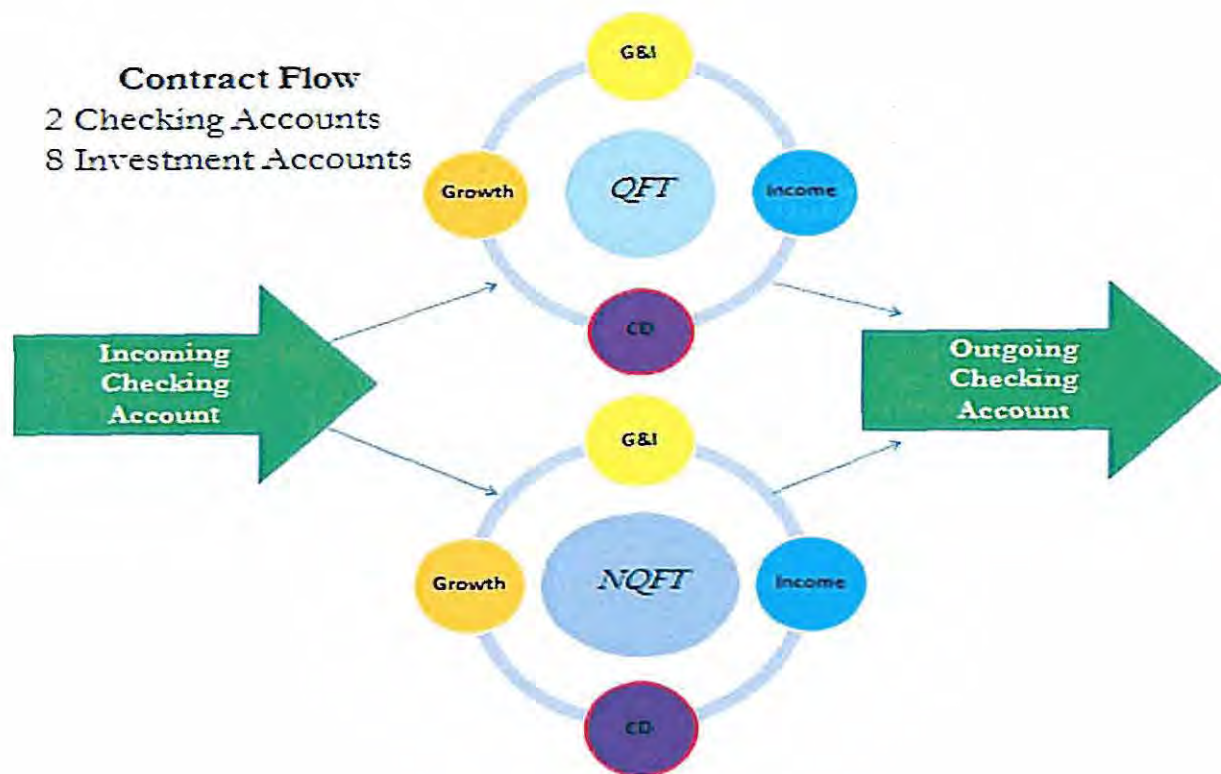 Contract Flow
2 Checking Accounts
8 Investment Accounts
G&I
Growth
QFT
Income
CD
Incoming
Checking
Account
Outgoing
Checking
Account
G&I
Growth
NQFT
Income
CD